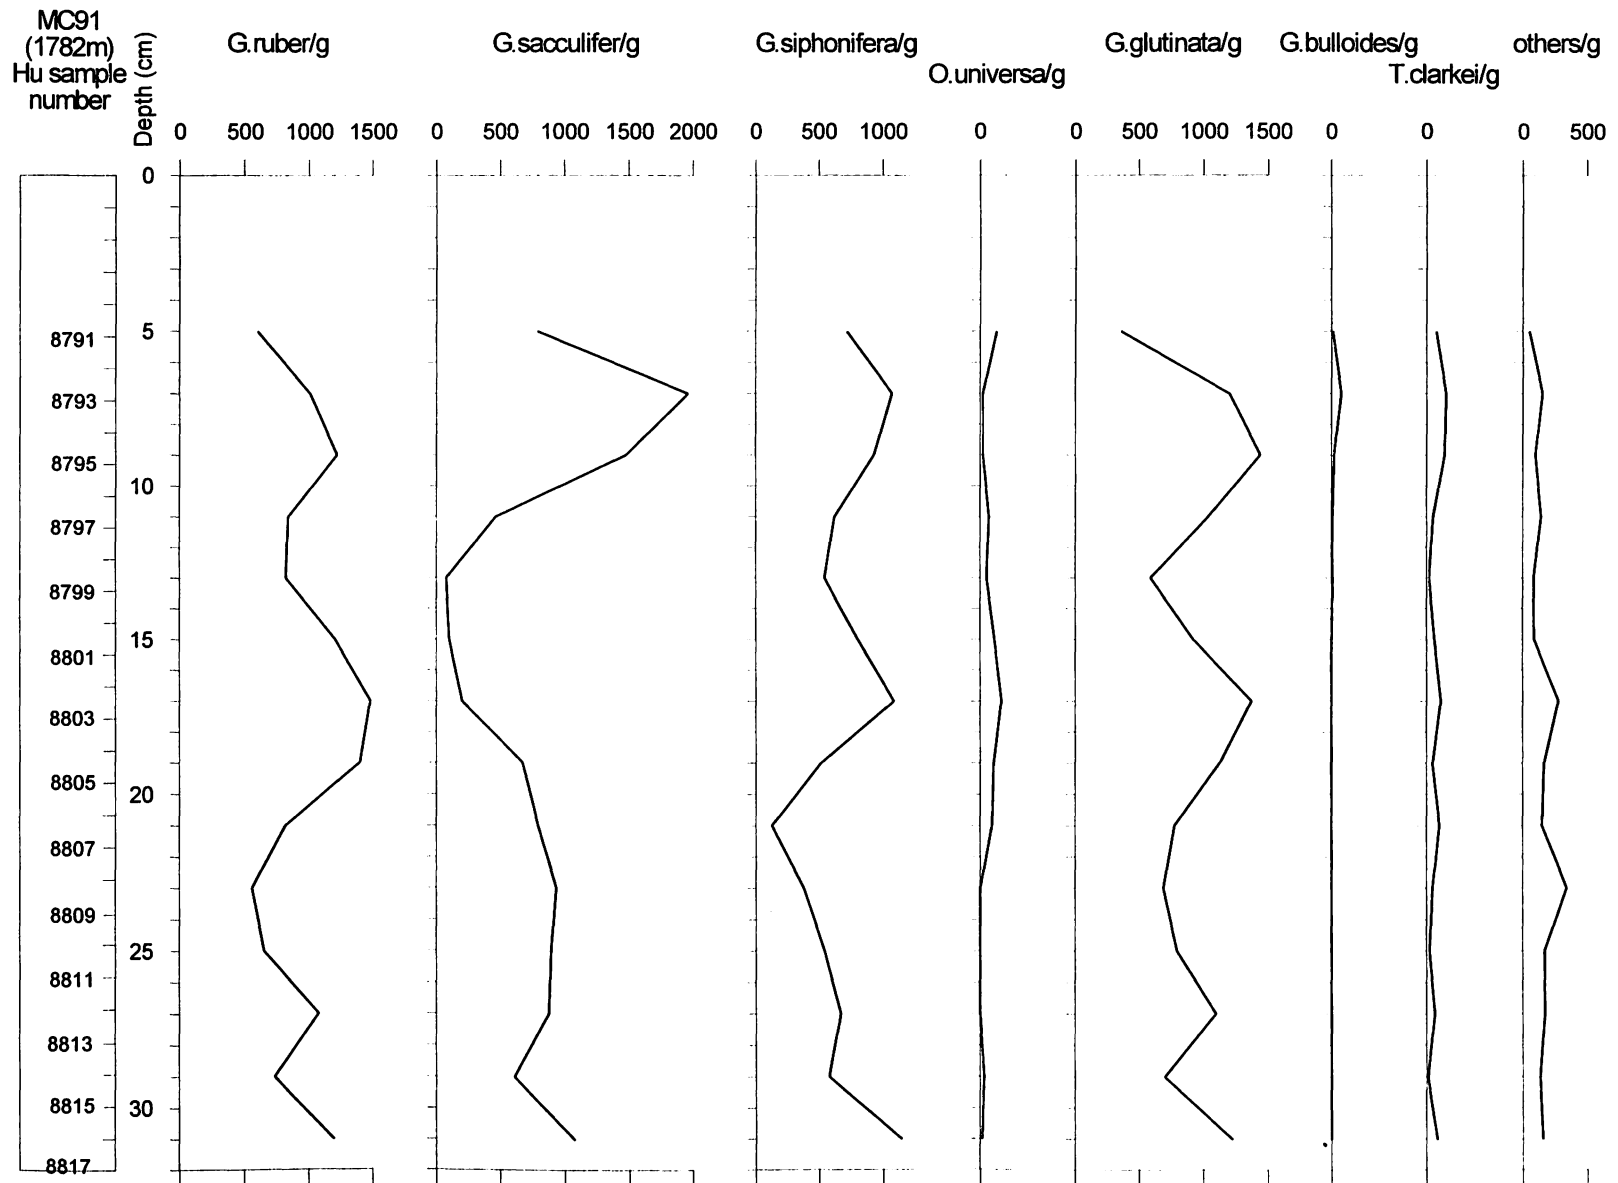 MC91
(1782m)
Hu sample
number
Depth (cm)
G.ruber/g
G.sacculifer/g
G.siphonifera/g
O.universa/g
G.glutinata/g
G.bulloides/g
T.clarkei/g
others/g
0 500 1000 1500
0 500 1000 1500 2000
0 500 1000
0
0 500 1000 1500
0
0
0 500
0
5
10
15
20
25
30
8791
8793
8795
8797
8799
8801
8803
8805
8807
8809
8811
8813
8815
8817